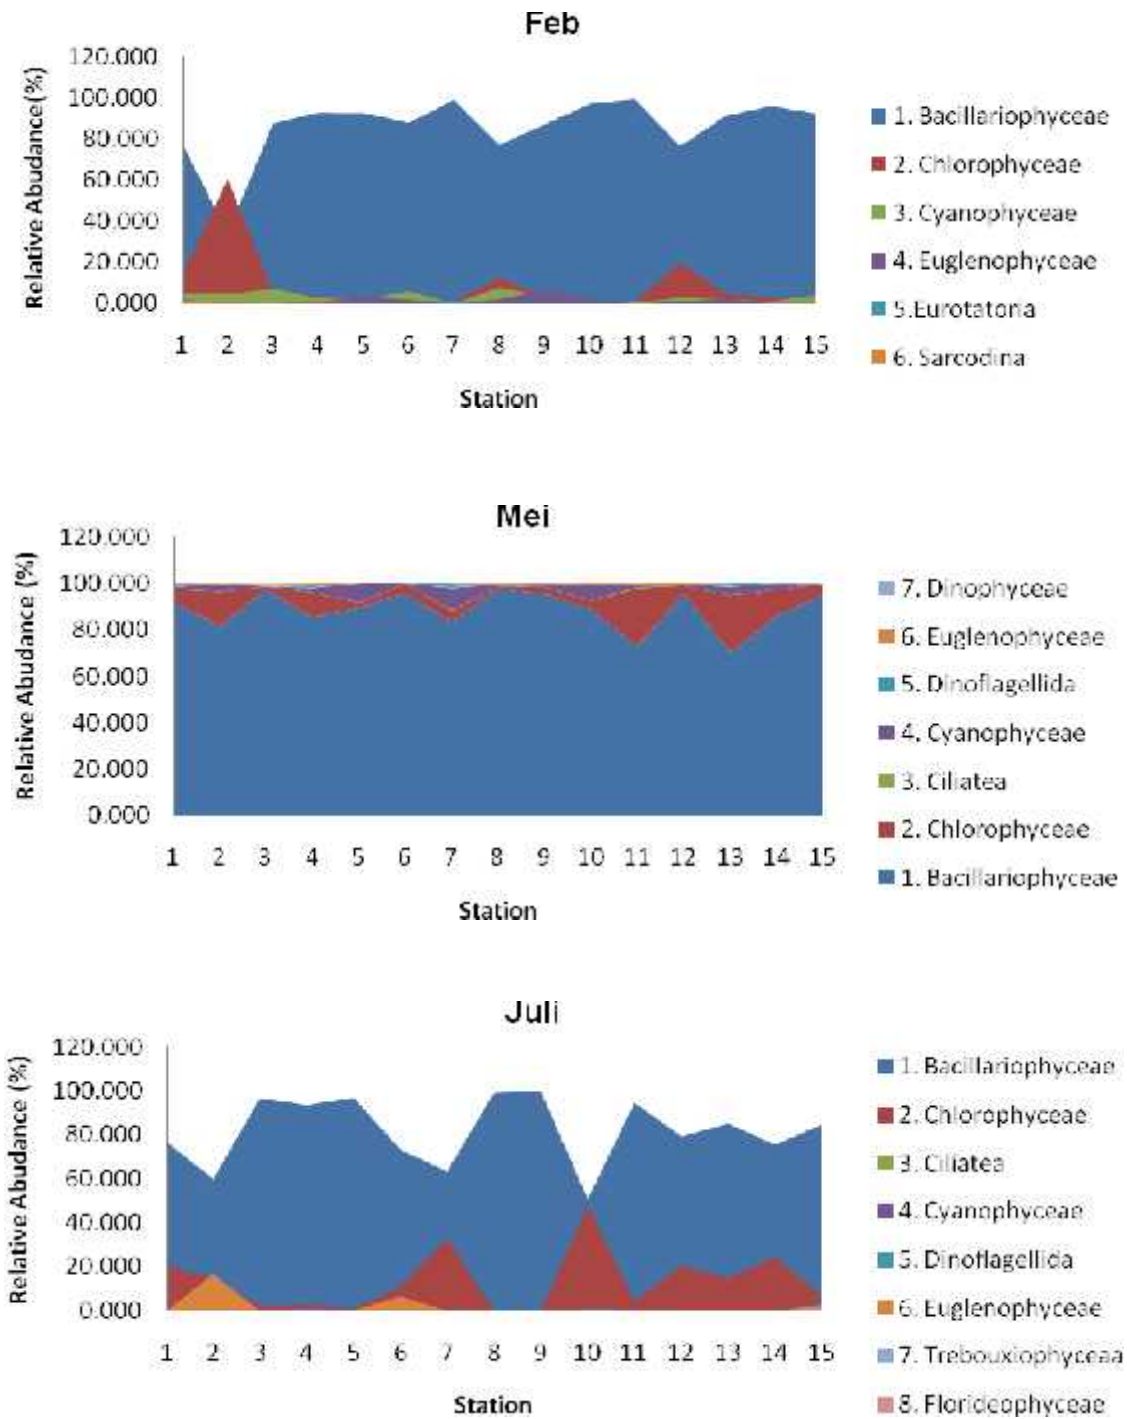 Feb
Relative Abudance(%)
120.000
100.000
80.000
60.000
40.000
20.000
0.000
1 2 3 4 5 6 7 8 9 10 11 12 13 14 15
Station
1. Bacillariophyceae
2. Chlorophyceae
3. Cyanophyceae
4. Euglenophyceae
5.Eurotatoria
6. Sarcodina
Mei
Relative Abudance (%)
120.000
100.000
80.000
60.000
40.000
20.000
0.000
1 2 3 4 5 6 7 8 9 10 11 12 13 14 15
Station
7. Dinophyceae
6. Euglenophyceae
5. Dinoflagellida
4. Cyanophyceae
3. Ciliatea
2. Chlorophyceae
1. Bacillariophyceae
Juli
Relative Abudance (%)
120.000
100.000
80.000
60.000
40.000
20.000
0.000
1 2 3 4 5 6 7 8 9 10 11 12 13 14 15
Station
1. Bacillariophyceae
2. Chlorophyceae
3. Ciliatea
4. Cyanophyceae
5. Dinoflagellida
6. Euglenophyceae
7. Trebouxiophyceaa
8. Florideophyceae